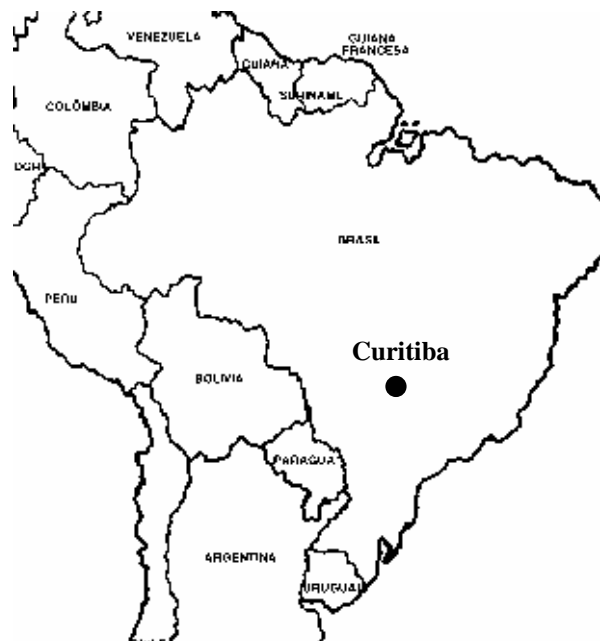 VENEZUELA
GUIANA
FRANCESA
GUIANA
SURINAME
COLÔMBIA
BRASIL
PERU
Curitiba
BOLIVIA
PARAGUAI
ARGENTINA
URUGUAI